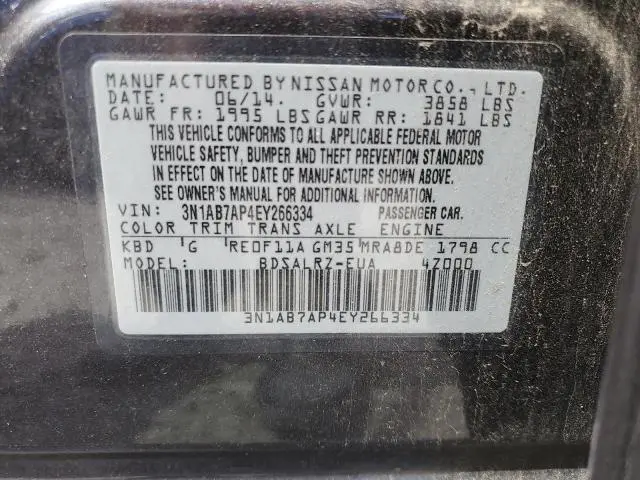 MANUFACTURED BY NISSAN MOTOR CO., LTD.
DATE: 06/14. GVWR: 3858 LBS
GAWR FR: 1995 LBS GAWR RR: 1841 LBS
THIS VEHICLE CONFORMS TO ALL APPLICABLE FEDERAL MOTOR
VEHICLE SAFETY, BUMPER AND THEFT PREVENTION STANDARDS
IN EFFECT ON THE DATE OF MANUFACTURE SHOWN ABOVE.
SEE OWNER'S MANUAL FOR ADDITIONAL INFORMATION.
VIN: 3N1AB7AP4EY266334 PASSENGER CAR.
COLOR TRIM TRANS AXLE ENGINE
KBD G RE0F11A GM35 MRA8DE 1798 CC
MODEL: BDSALRZ-EUA 4Z000
3N1AB7AP4EY266334